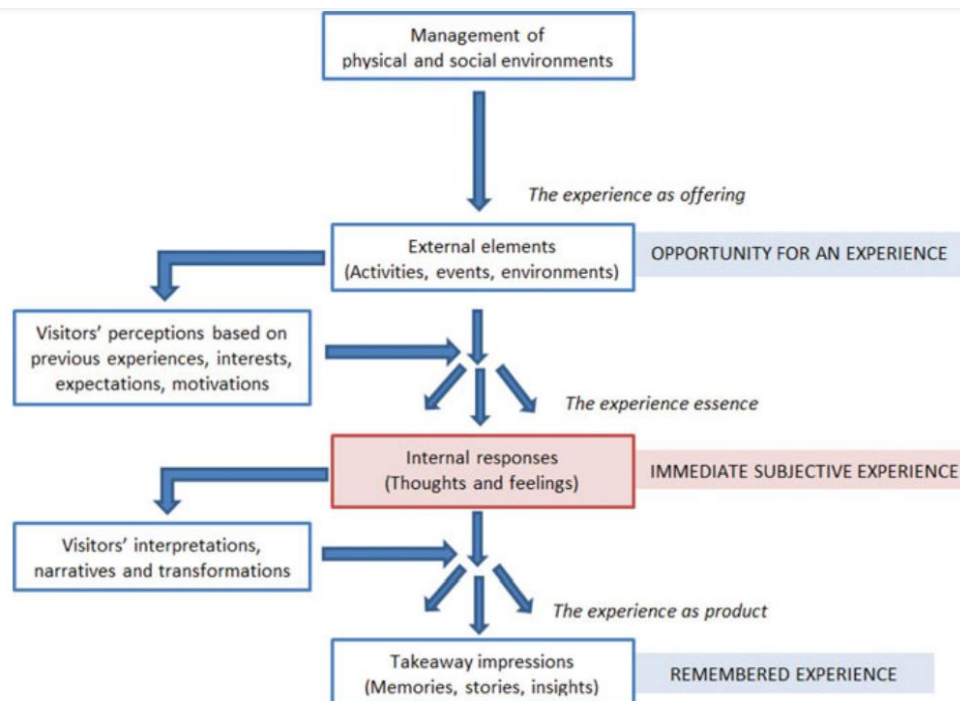 Management of
physical and social environments
The experience as offering
External elements
(Activities, events, environments)
OPPORTUNITY FOR AN EXPERIENCE
Visitors’ perceptions based on
previous experiences, interests,
expectations, motivations
The experience essence
Internal responses
(Thoughts and feelings)
IMMEDIATE SUBJECTIVE EXPERIENCE
Visitors’ interpretations,
narratives and transformations
The experience as product
Takeaway impressions
(Memories, stories, insights)
REMEMBERED EXPERIENCE